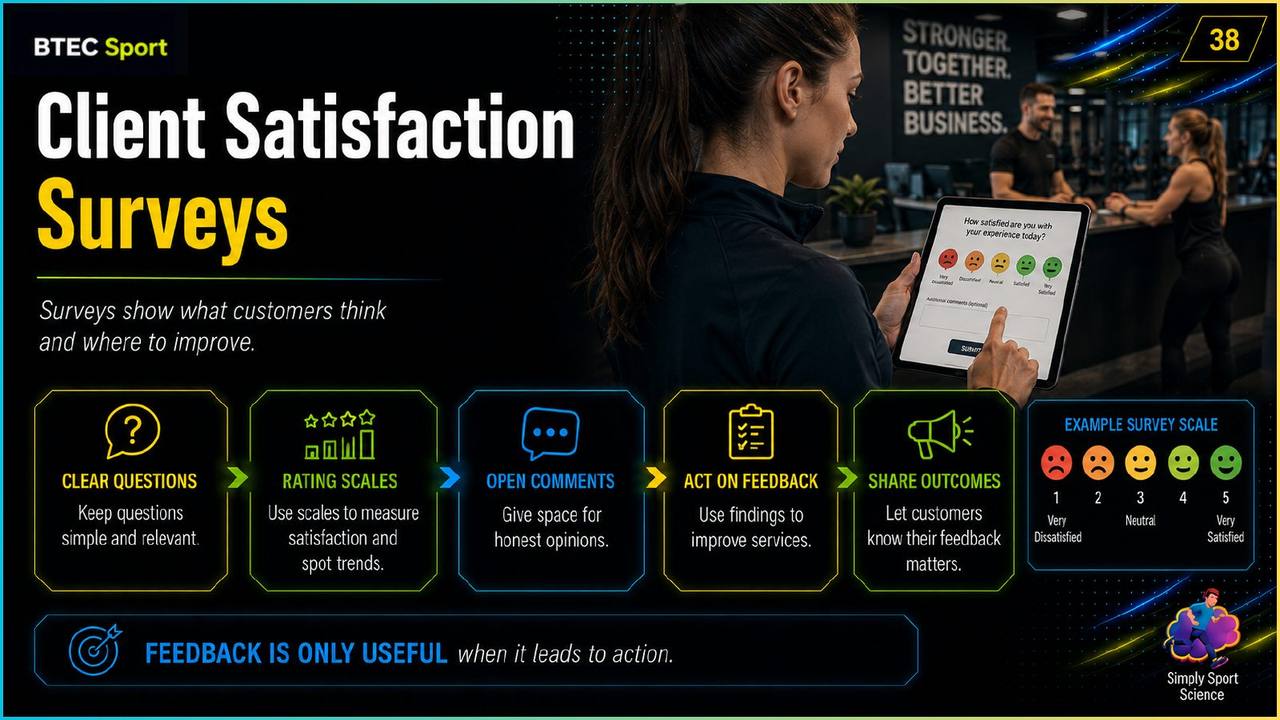 BTEC Sport
38
Client Satisfaction
Surveys
Surveys show what customers think
and where to improve.
STRONGER.
TOGETHER.
BETTER
BUSINESS.
How satisfied are you with
your experience today?
Very
Dissatisfied
Dissatisfied
Neutral
Satisfied
Very
Satisfied
Additional comments (optional)
CLEAR QUESTIONS
Keep questions
simple and relevant.
RATING SCALES
Use scales to measure
satisfaction and
spot trends.
OPEN COMMENTS
Give space for
honest opinions.
ACT ON FEEDBACK
Use findings to
improve services.
SHARE OUTCOMES
Let customers
know their feedback
matters.
EXAMPLE SURVEY SCALE
1 2 3 4 5
Very
Dissatisfied
Neutral
Very
Satisfied
FEEDBACK IS ONLY USEFUL when it leads to action.
Simply Sport
Science